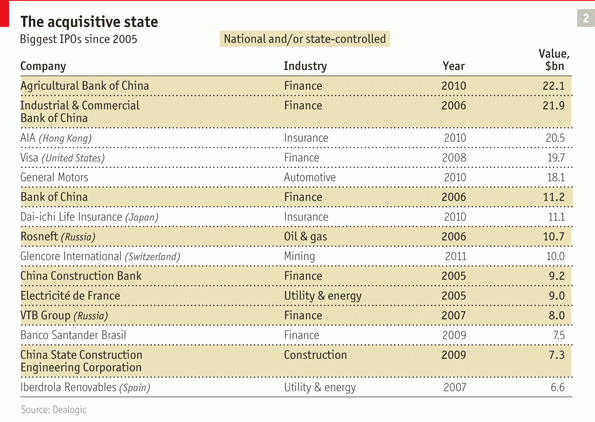 The acquisitive state
2
Biggest IPOs since 2005
National and/or state-controlled
Company Industry Year Value, $bn
Agricultural Bank of China Finance 2010 22.1
Industrial & Commercial Finance 2006 21.9
Bank of China
AIA (Hong Kong) Insurance 2010 20.5
Visa (United States) Finance 2008 19.7
General Motors Automotive 2010 18.1
Bank of China Finance 2006 11.2
Dai-ichi Life Insurance (Japan) Insurance 2010 11.1
Rosneft (Russia) Oil & gas 2006 10.7
Glencore International (Switzerland) Mining 2011 10.0
China Construction Bank Finance 2005 9.2
Electricité de France Utility & energy 2005 9.0
VTB Group (Russia) Finance 2007 8.0
Banco Santander Brasil Finance 2009 7.5
China State Construction Construction 2009 7.3
Engineering Corporation
Iberdrola Renovables (Spain) Utility & energy 2007 6.6
Source: Dealogic